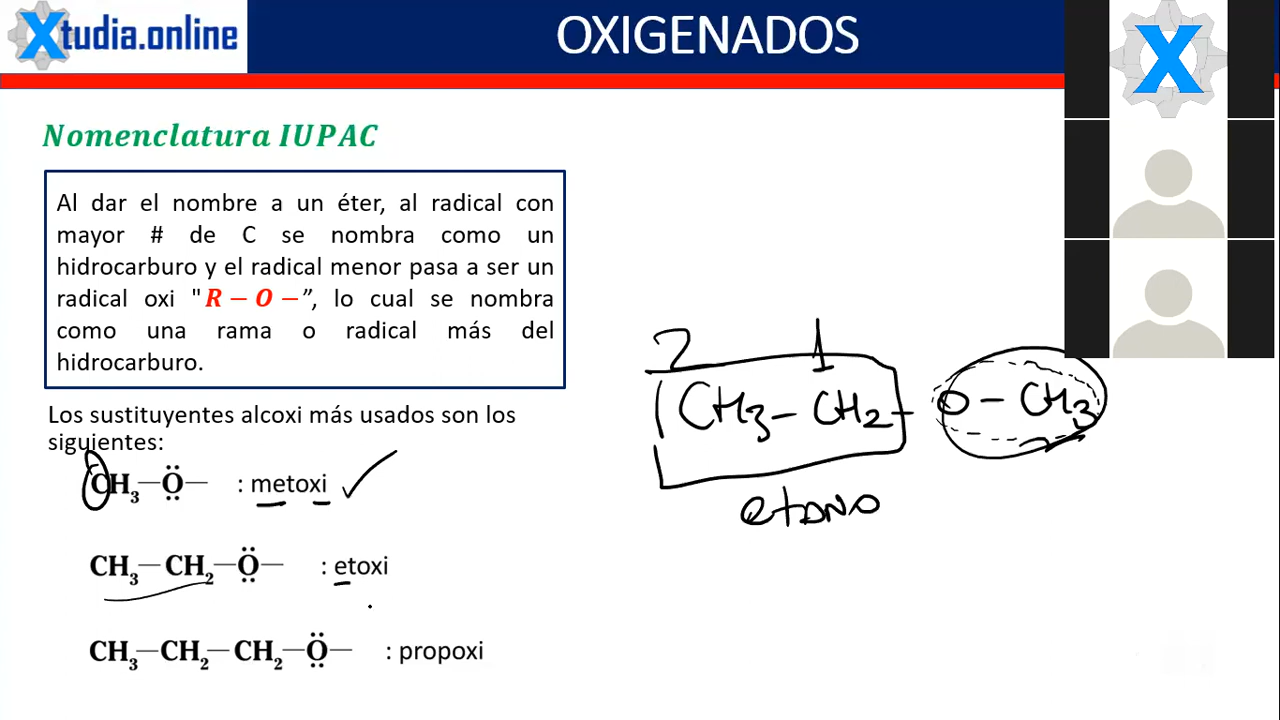 Xtudia.online
OXIGENADOS
X
Nomenclatura IUPAC
Al dar el nombre a un éter, al radical con
mayor # de C se nombra como un
hidrocarburo y el radical menor pasa a ser un
radical oxi "R – O –”, lo cual se nombra
como una rama o radical más del
hidrocarburo.
Los sustituyentes alcoxi más usados son los
siguientes:
CH₃—Ö— : metoxi
CH₃—CH₂—Ö— : etoxi
CH₃—CH₂—CH₂—Ö— : propoxi
2 1
CH3 – CH2 – O – CH3
etano